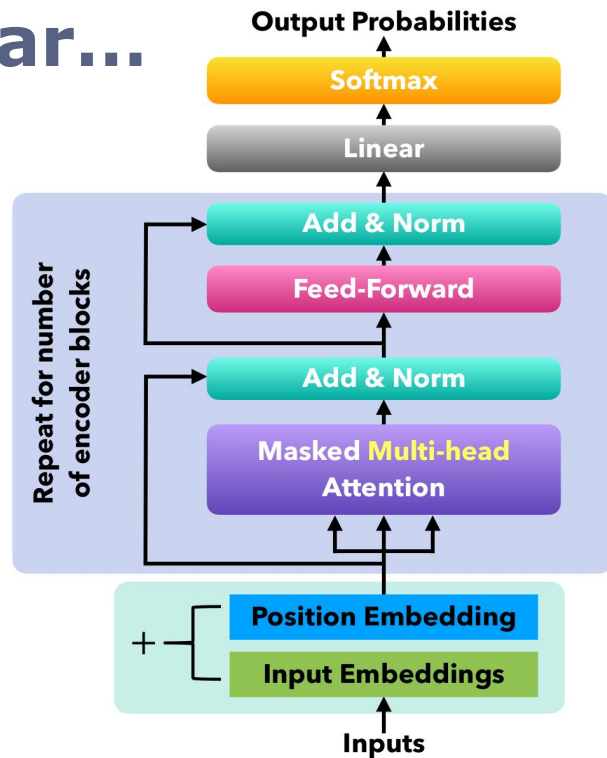 ar...
Output Probabilities
Softmax
Linear
Add & Norm
Feed-Forward
Add & Norm
Masked Multi-head
Attention
Repeat for number
of encoder blocks
+
Position Embedding
Input Embeddings
Inputs